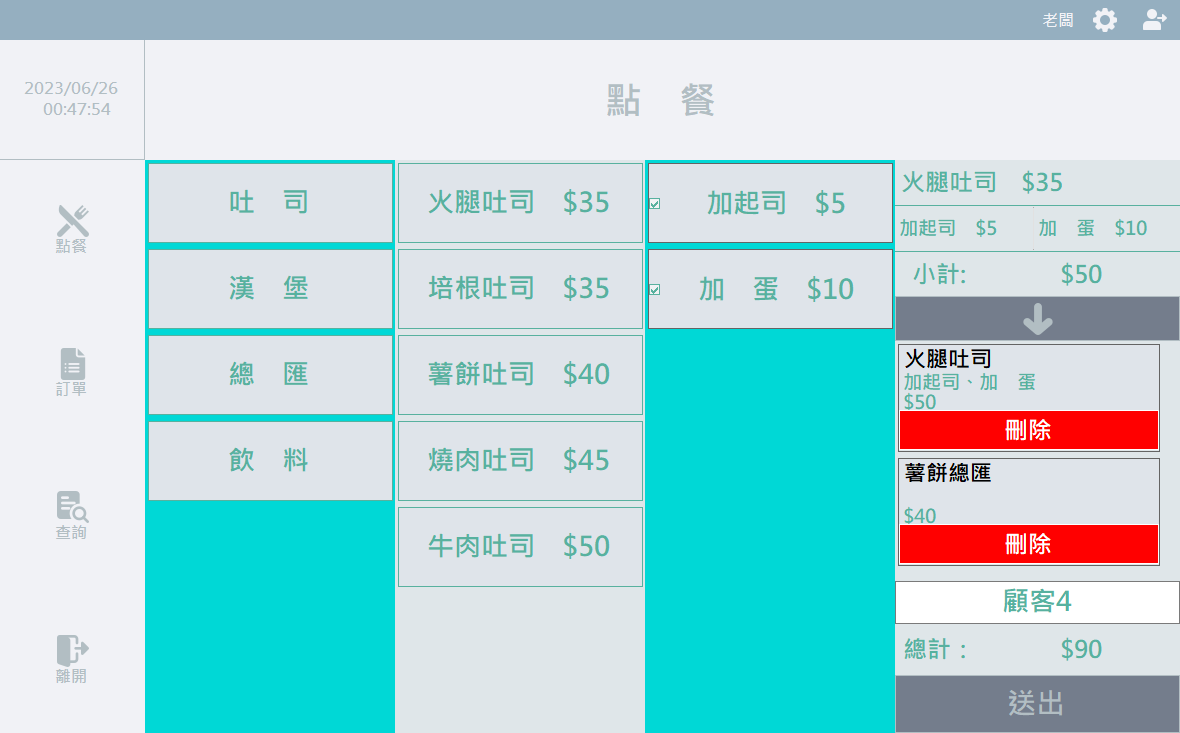 老闆
2023/06/26
00:47:54
點 餐
點餐
訂單
查詢
離開
吐 司
漢 堡
總 匯
飲 料
火腿吐司 $35
培根吐司 $35
薯餅吐司 $40
燒肉吐司 $45
牛肉吐司 $50
加起司 $5
加 蛋 $10
火腿吐司 $35
加起司 $5 加 蛋 $10
小計: $50
火腿吐司
加起司、加 蛋
$50
刪除
薯餅總匯
$40
刪除
顧客4
總計： $90
送出